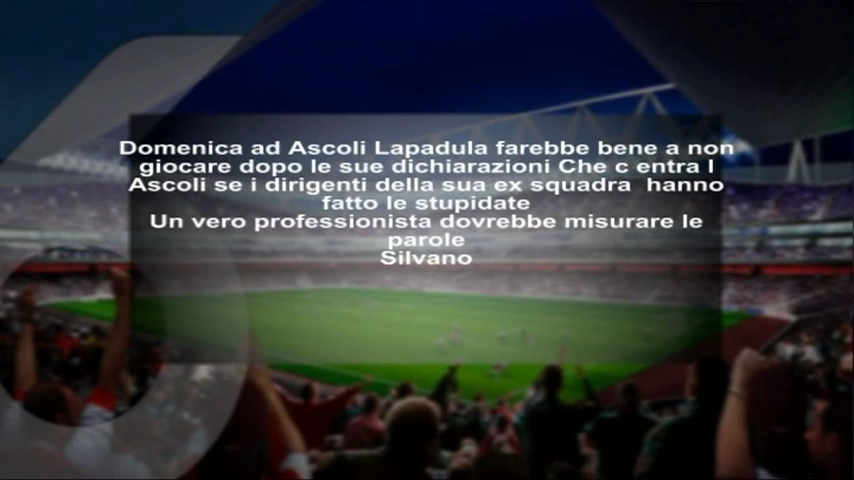 Domenica ad Ascoli Lapadula farebbe bene a non
giocare dopo le sue dichiarazioni Che c entra l
Ascoli se i dirigenti della sua ex squadra  hanno
fatto le stupidate
Un vero professionista dovrebbe misurare le
parole
Silvano